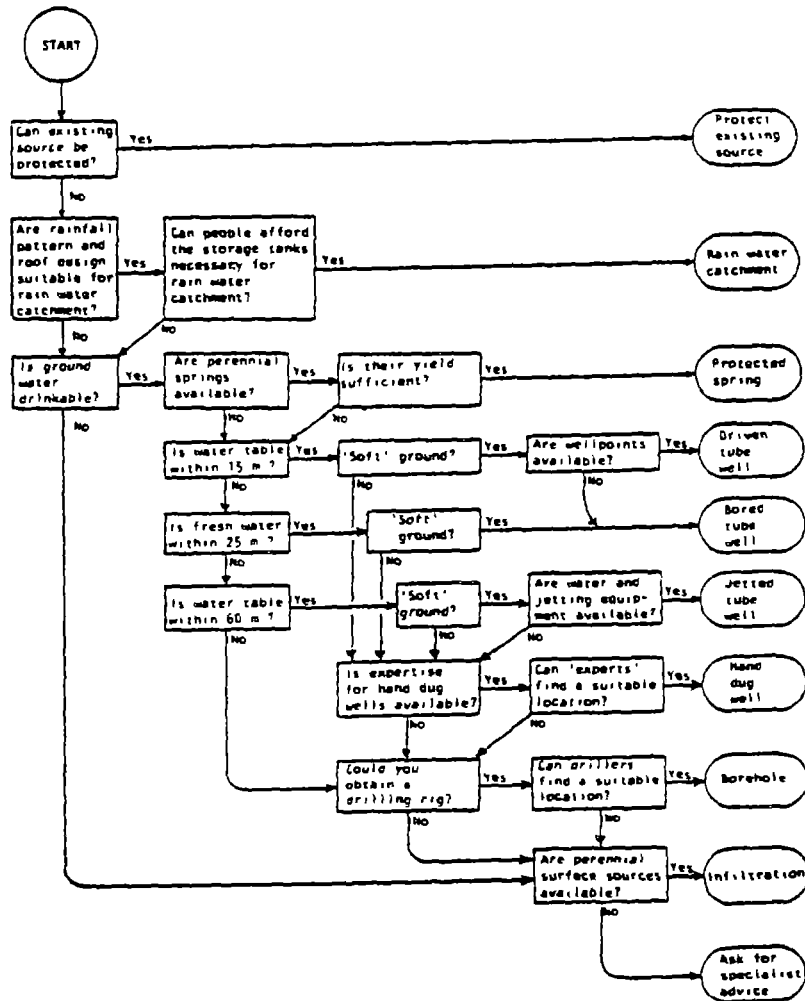 START
Can existing
source be
protected?
Yes
Protect
existing
source
No
Are rainfall
pattern and
roof design
suitable for
rain water
catchment?
Yes
Can people afford
the storage tanks
necessary for
rain water
catchment?
Yes
Rain water
catchment
No
No
Is ground
water
drinkable?
Yes
Are perennial
springs
available?
Yes
Is their yield
sufficient?
Yes
Protected
spring
No
No
No
Is water table
within 15 m?
Yes
'Soft' ground?
Yes
Are wellpoints
available?
Yes
Driven
tube
well
No
No
No
Is fresh water
within 25 m?
Yes
'Soft'
ground?
Yes
Bored
tube
well
No
No
Is water table
within 60 m?
Yes
'Soft'
ground?
Yes
Are water and
jetting equip-
ment available?
Yes
Jetted
tube
well
No
No
No
Is expertise
for hand dug
wells available?
Yes
Can 'experts'
find a suitable
location?
Yes
Hand
dug
well
No
No
Could you
obtain a
drilling rig?
Yes
Can drillers
find a suitable
location?
Yes
Borehole
No
No
Are perennial
surface sources
available?
Yes
Infiltration
No
Ask for
specialist
advice